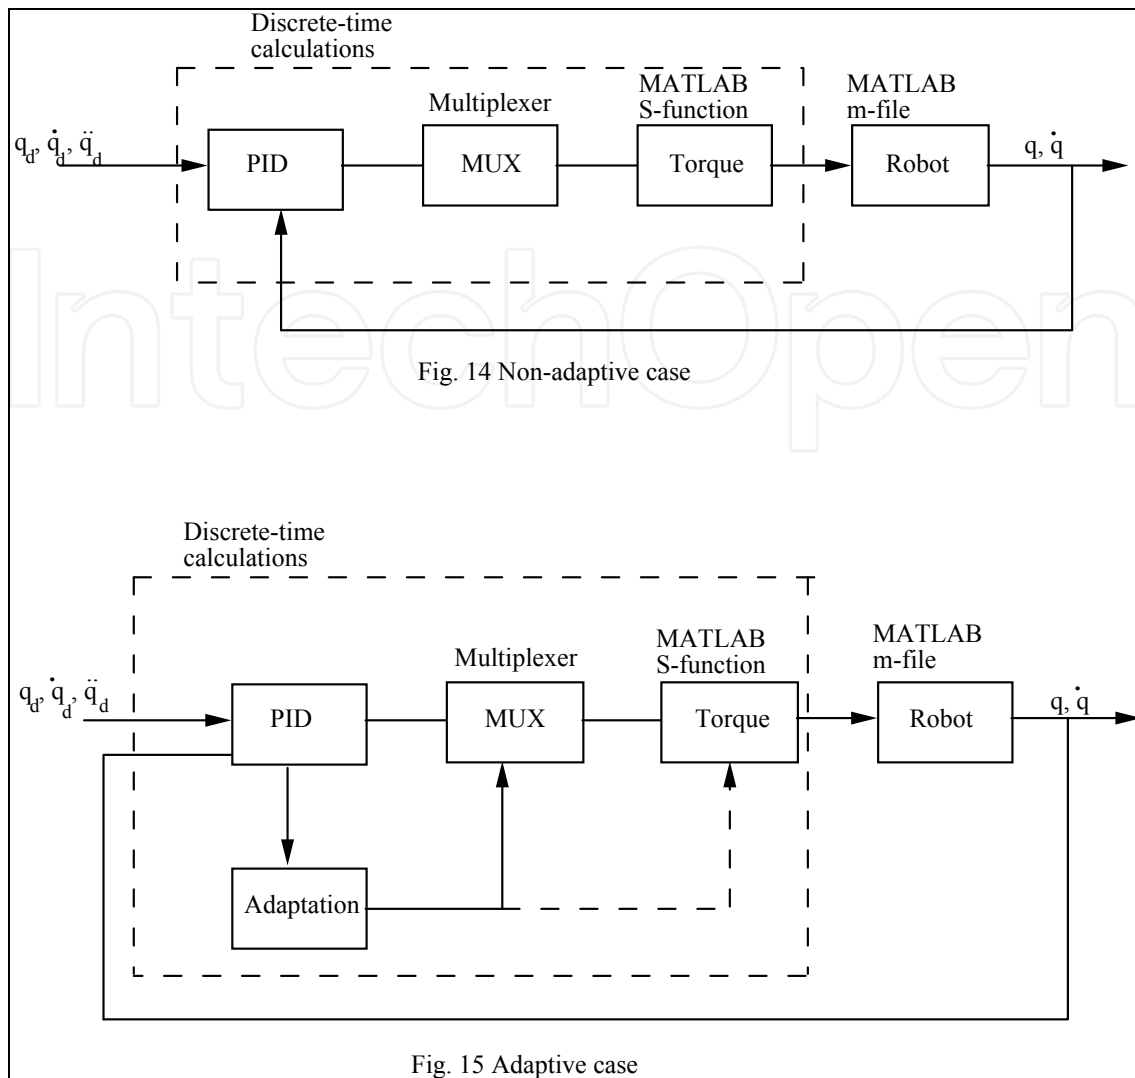 Discrete-time
calculations
MATLAB
S-function
MATLAB
m-file
Multiplexer
q_d, q̇_d, q̈_d
PID
MUX
Torque
Robot
q, q̇
IntechOpen
Fig. 14 Non-adaptive case
Discrete-time
calculations
MATLAB
S-function
MATLAB
m-file
Multiplexer
q_d, q̇_d, q̈_d
PID
MUX
Torque
Robot
q, q̇
Adaptation
Fig. 15 Adaptive case